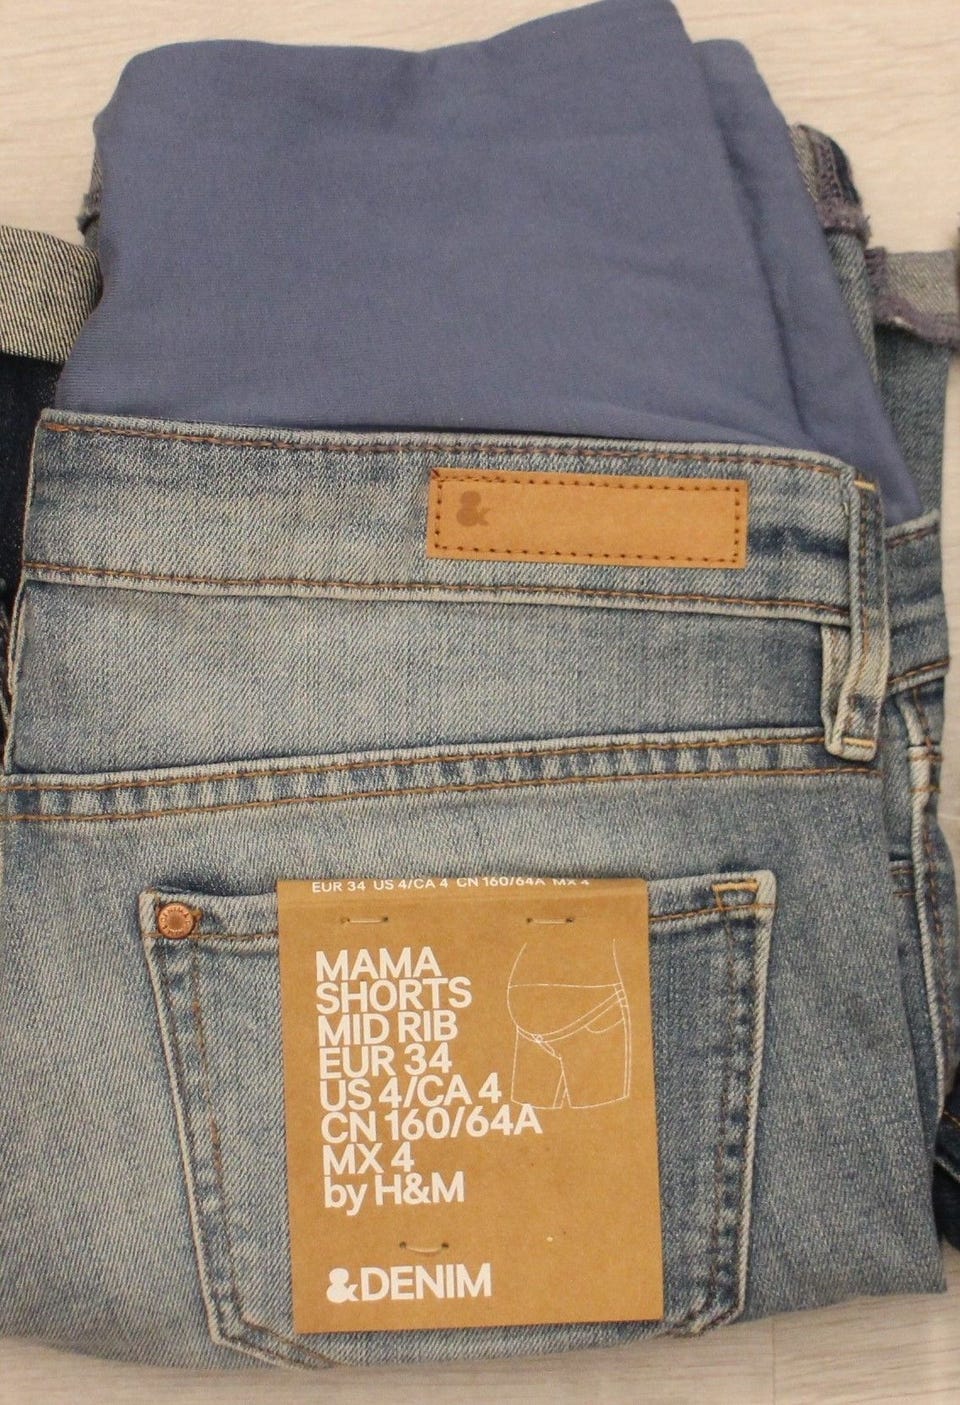 &
EUR 34 US 4/CA 4 CN 160/64A MX 4
MAMA
SHORTS
MID RIB
EUR 34
US 4/CA 4
CN 160/64A
MX 4
by H&M
&DENIM